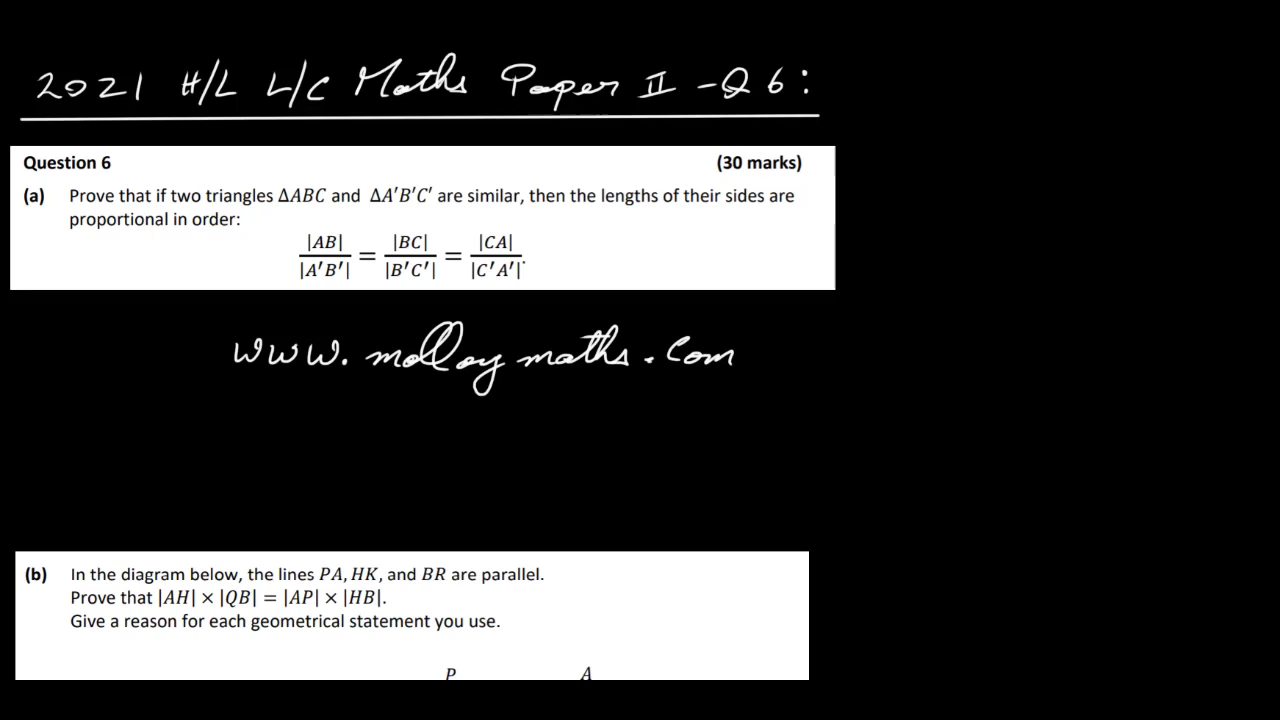 2021 H/L L/C Maths Paper II - Q 6:
Question 6 (30 marks)
(a) Prove that if two triangles ΔABC and ΔA′B′C′ are similar, then the lengths of their sides are
proportional in order:
|AB|/|A′B′| = |BC|/|B′C′| = |CA|/|C′A′|.
www.molloymaths.com
(b) In the diagram below, the lines PA, HK, and BR are parallel.
Prove that |AH| × |QB| = |AP| × |HB|.
Give a reason for each geometrical statement you use.
P A